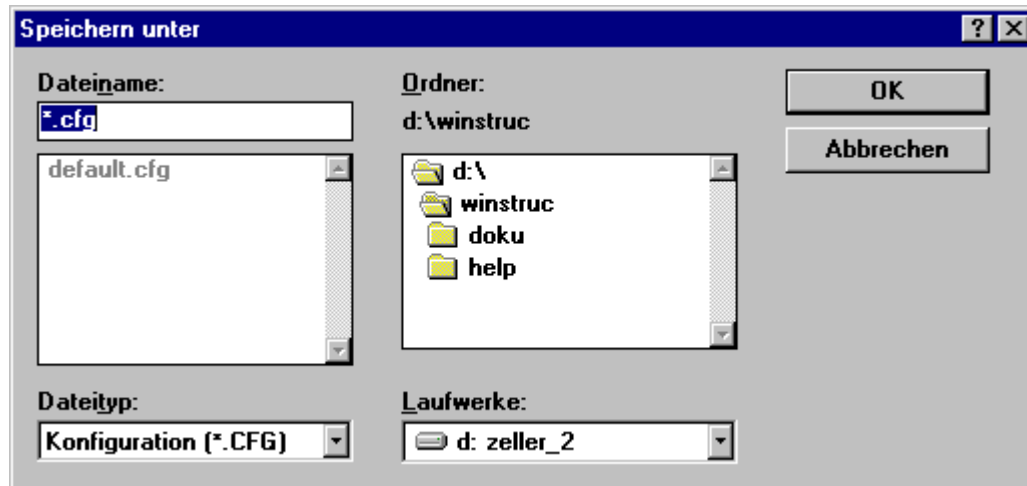 Speichern unter
Dateiname:
*.cfg
default.cfg
Dateityp:
Konfiguration (*.CFG)
Ordner:
d:\winstruc
d:\
winstruc
doku
help
Laufwerke:
d: zeller_2
OK
Abbrechen